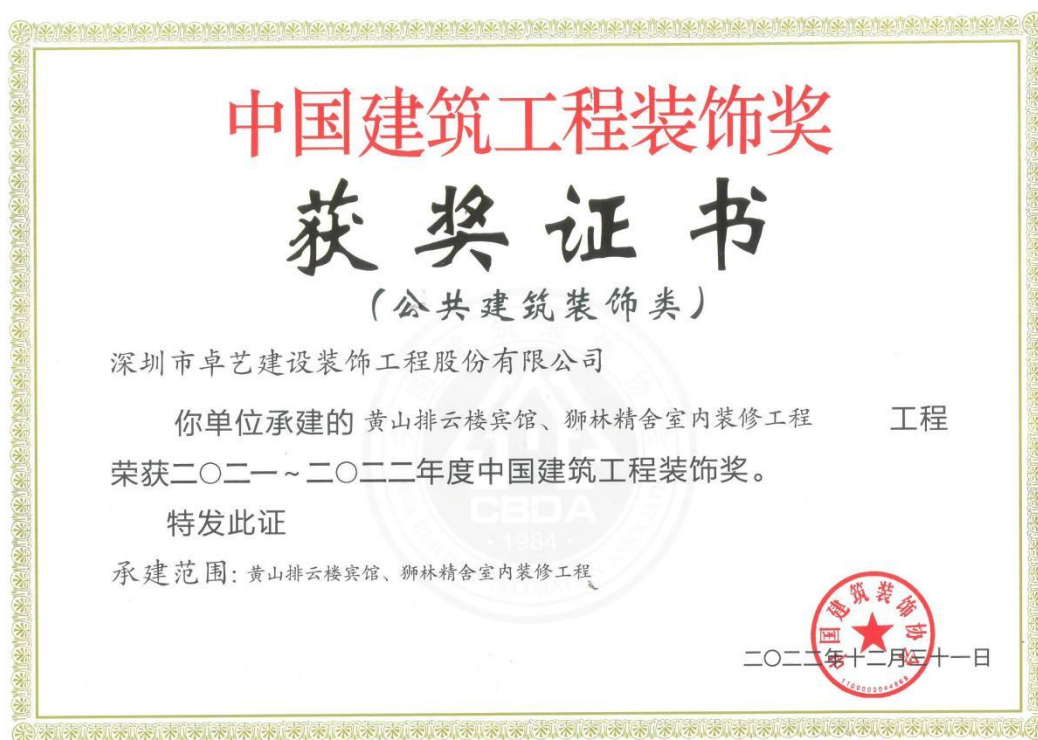 中国建筑工程装饰奖
获奖证书
(公共建筑装饰类)
深圳市卓艺建设装饰工程股份有限公司
你单位承建的 黄山排云楼宾馆、狮林精舍室内装修工程 工程
荣获二〇二一~二〇二二年度中国建筑工程装饰奖。
特发此证
承建范围: 黄山排云楼宾馆、狮林精舍室内装修工程
二〇二二年十二月三十一日
中国建筑装饰协会
CBDA
·1984·